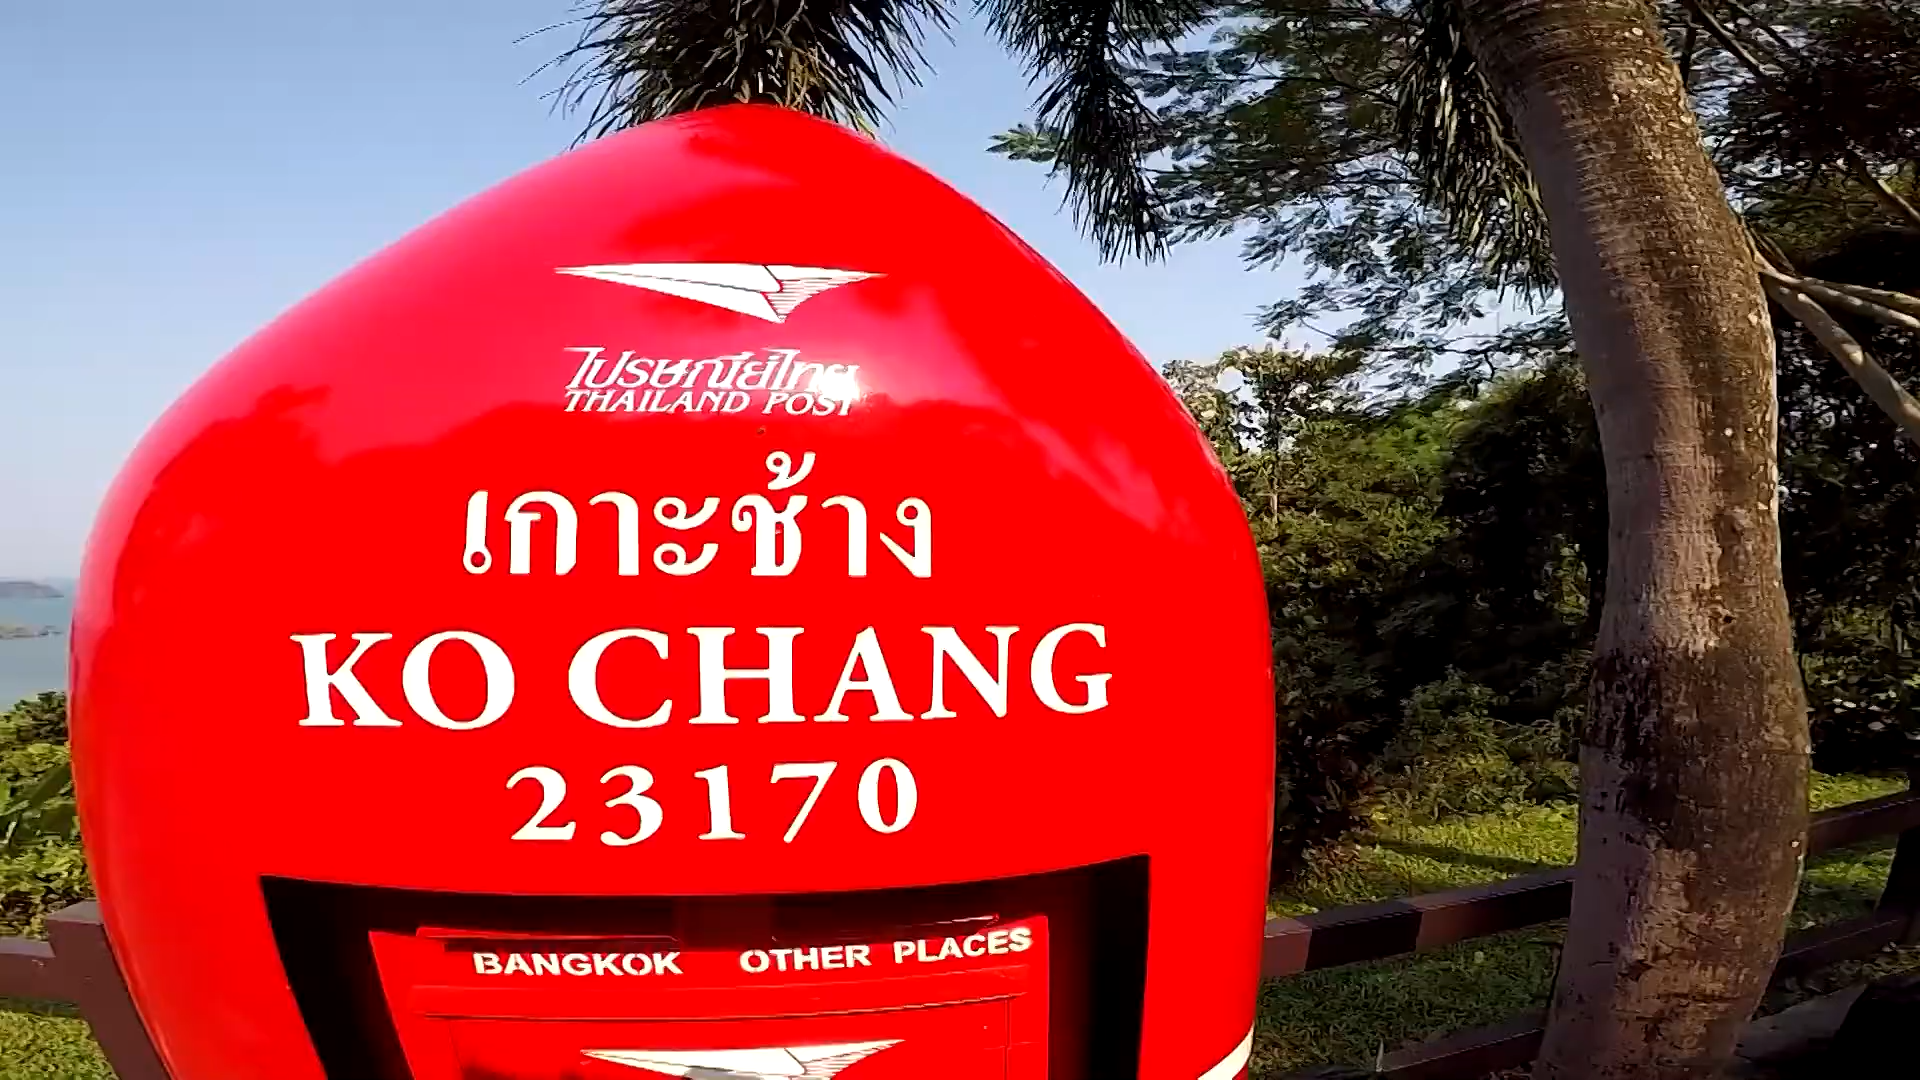 ไปรษณีย์ไทย
THAILAND POST
เกาะช้าง
KO CHANG
23170
BANGKOK OTHER PLACES